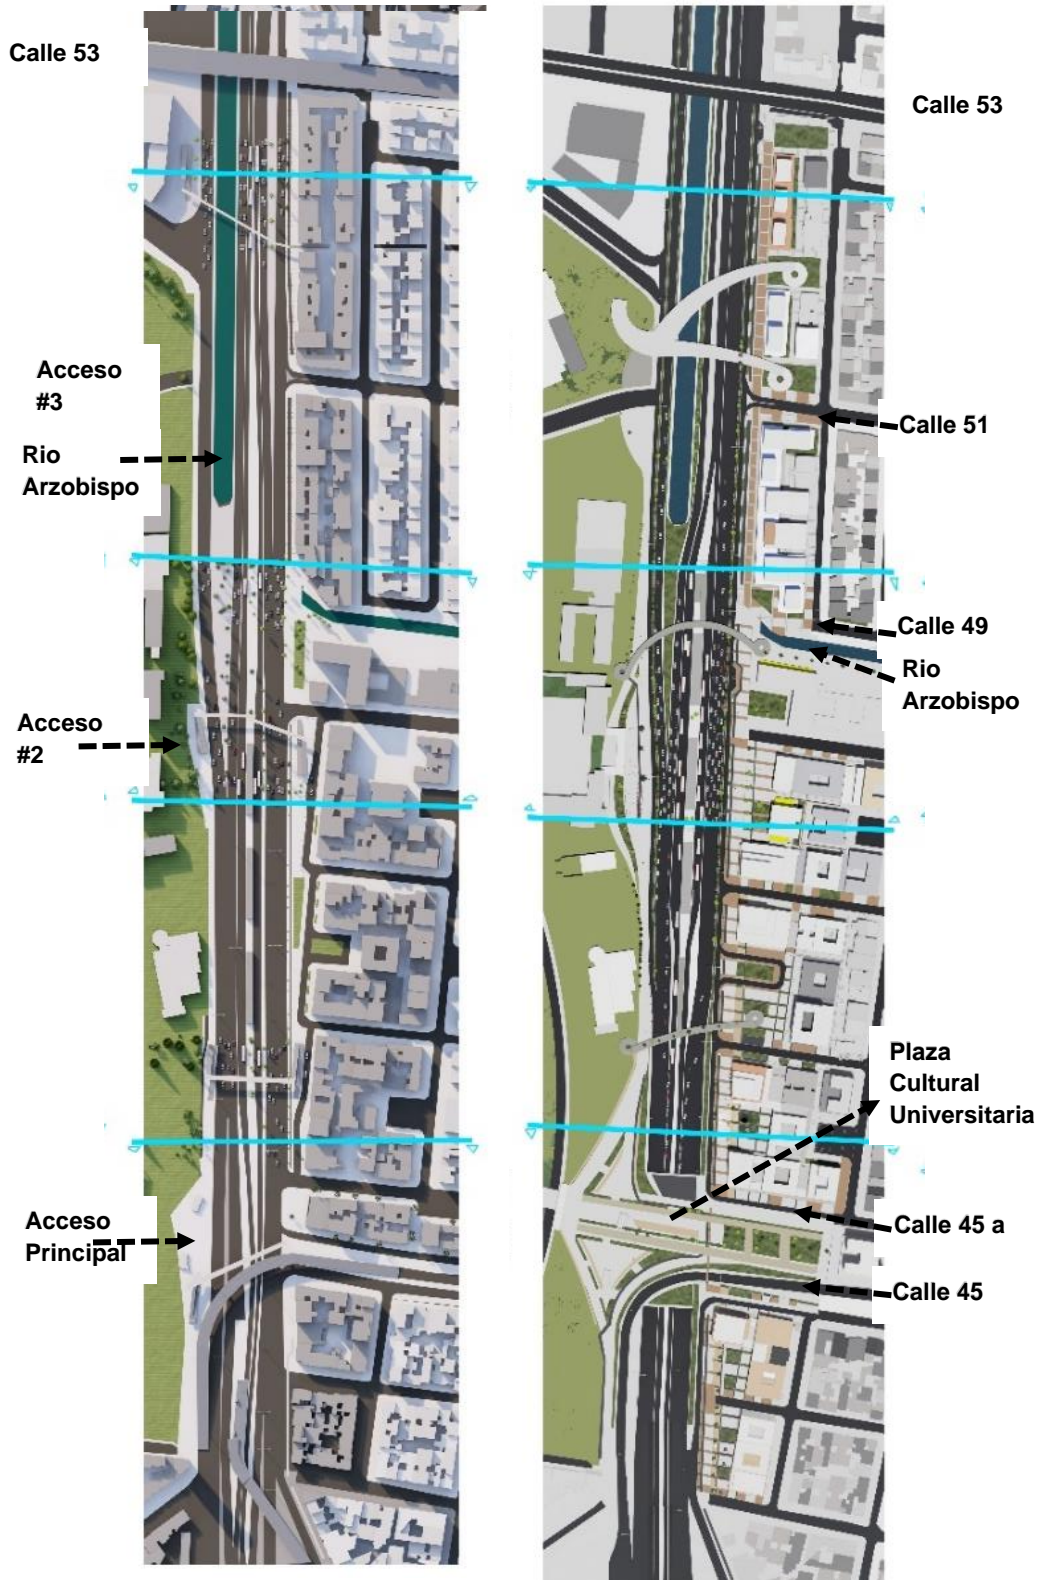 Calle 53
Acceso
#3
Rio
Arzobispo
Acceso
#2
Acceso
Principal
Calle 53
Calle 51
Calle 49
Rio
Arzobispo
Plaza
Cultural
Universitaria
Calle 45 a
Calle 45